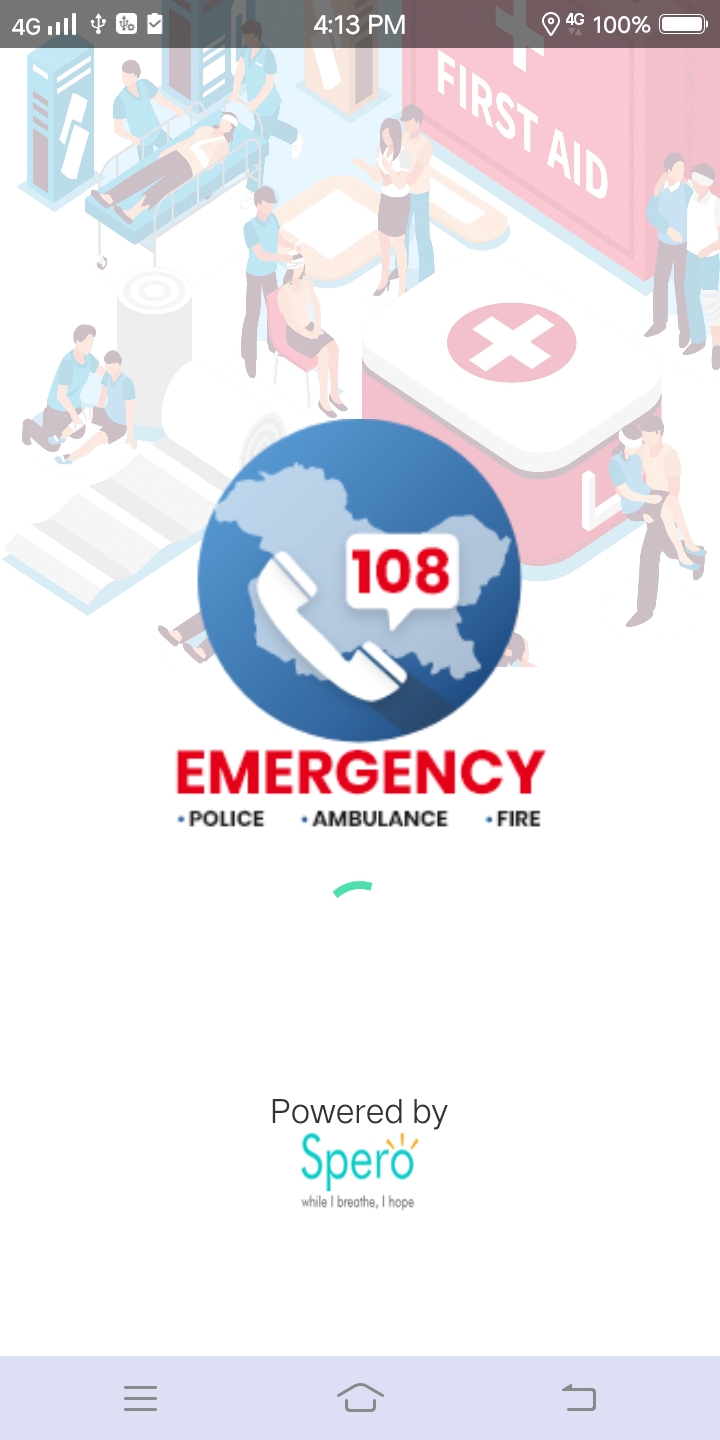 4G 4:13 PM 4G 100%
FIRST AID
108
EMERGENCY
• POLICE • AMBULANCE • FIRE
Powered by
Spero
while I breathe, I hope